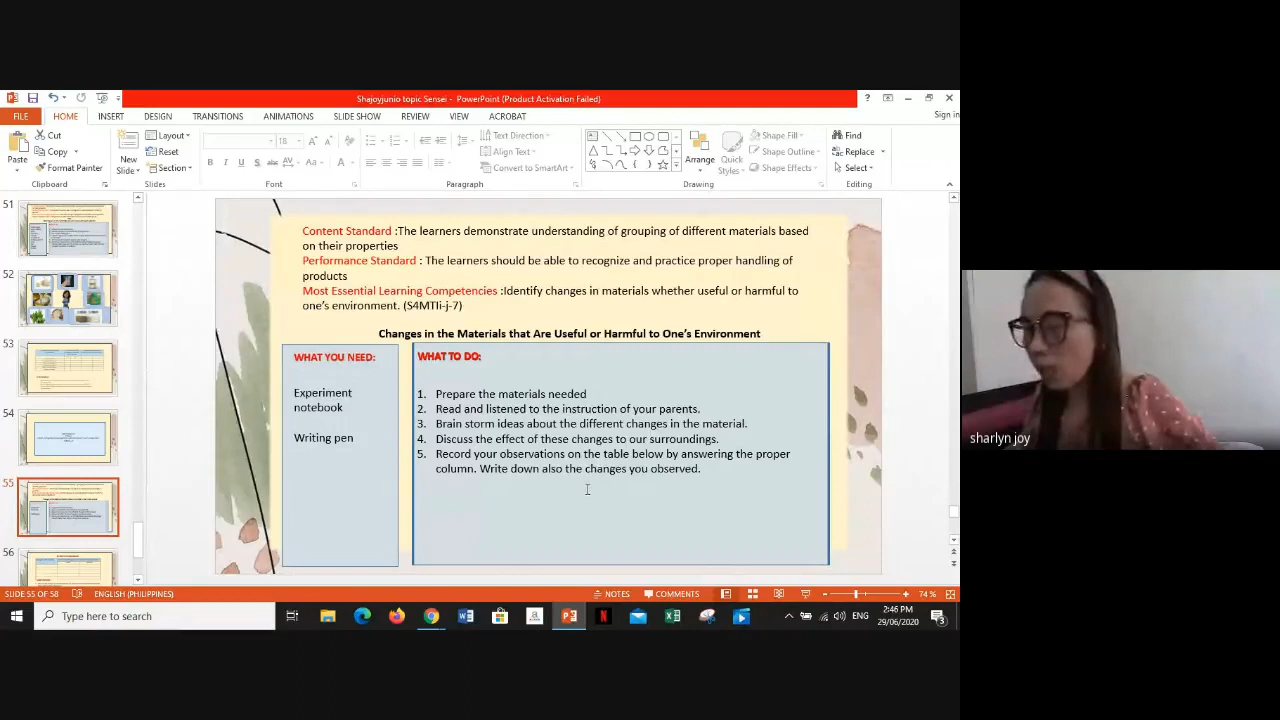 Shajoyjunio topic Sensei - PowerPoint (Product Activation Failed)
Sign in
FILE HOME INSERT DESIGN TRANSITIONS ANIMATIONS SLIDE SHOW REVIEW VIEW ACROBAT
Paste
Cut
Copy
Format Painter
New Slide
Layout
Reset
Section
18
Text Direction
Align Text
Convert to SmartArt
Arrange
Quick Styles
Shape Fill
Shape Outline
Shape Effects
Find
Replace
Select
Clipboard Slides Font Paragraph Drawing Editing
51
52
53
54
55
56
Content Standard :The learners demonstrate understanding of grouping of different materials based
on their properties
Performance Standard : The learners should be able to recognize and practice proper handling of
products
Most Essential Learning Competencies :Identify changes in materials whether useful or harmful to
one's environment. (S4MTIi-j-7)
Changes in the Materials that Are Useful or Harmful to One's Environment
WHAT YOU NEED:
Experiment
notebook
Writing pen
WHAT TO DO:
1. Prepare the materials needed
2. Read and listened to the instruction of your parents.
3. Brain storm ideas about the different changes in the material.
4. Discuss the effect of these changes to our surroundings.
5. Record your observations on the table below by answering the proper
column. Write down also the changes you observed.
sharlyn joy
SLIDE 55 OF 58 ENGLISH (PHILIPPINES) NOTES COMMENTS 74 %
Type here to search
ENG
2:46 PM
29/06/2020
3